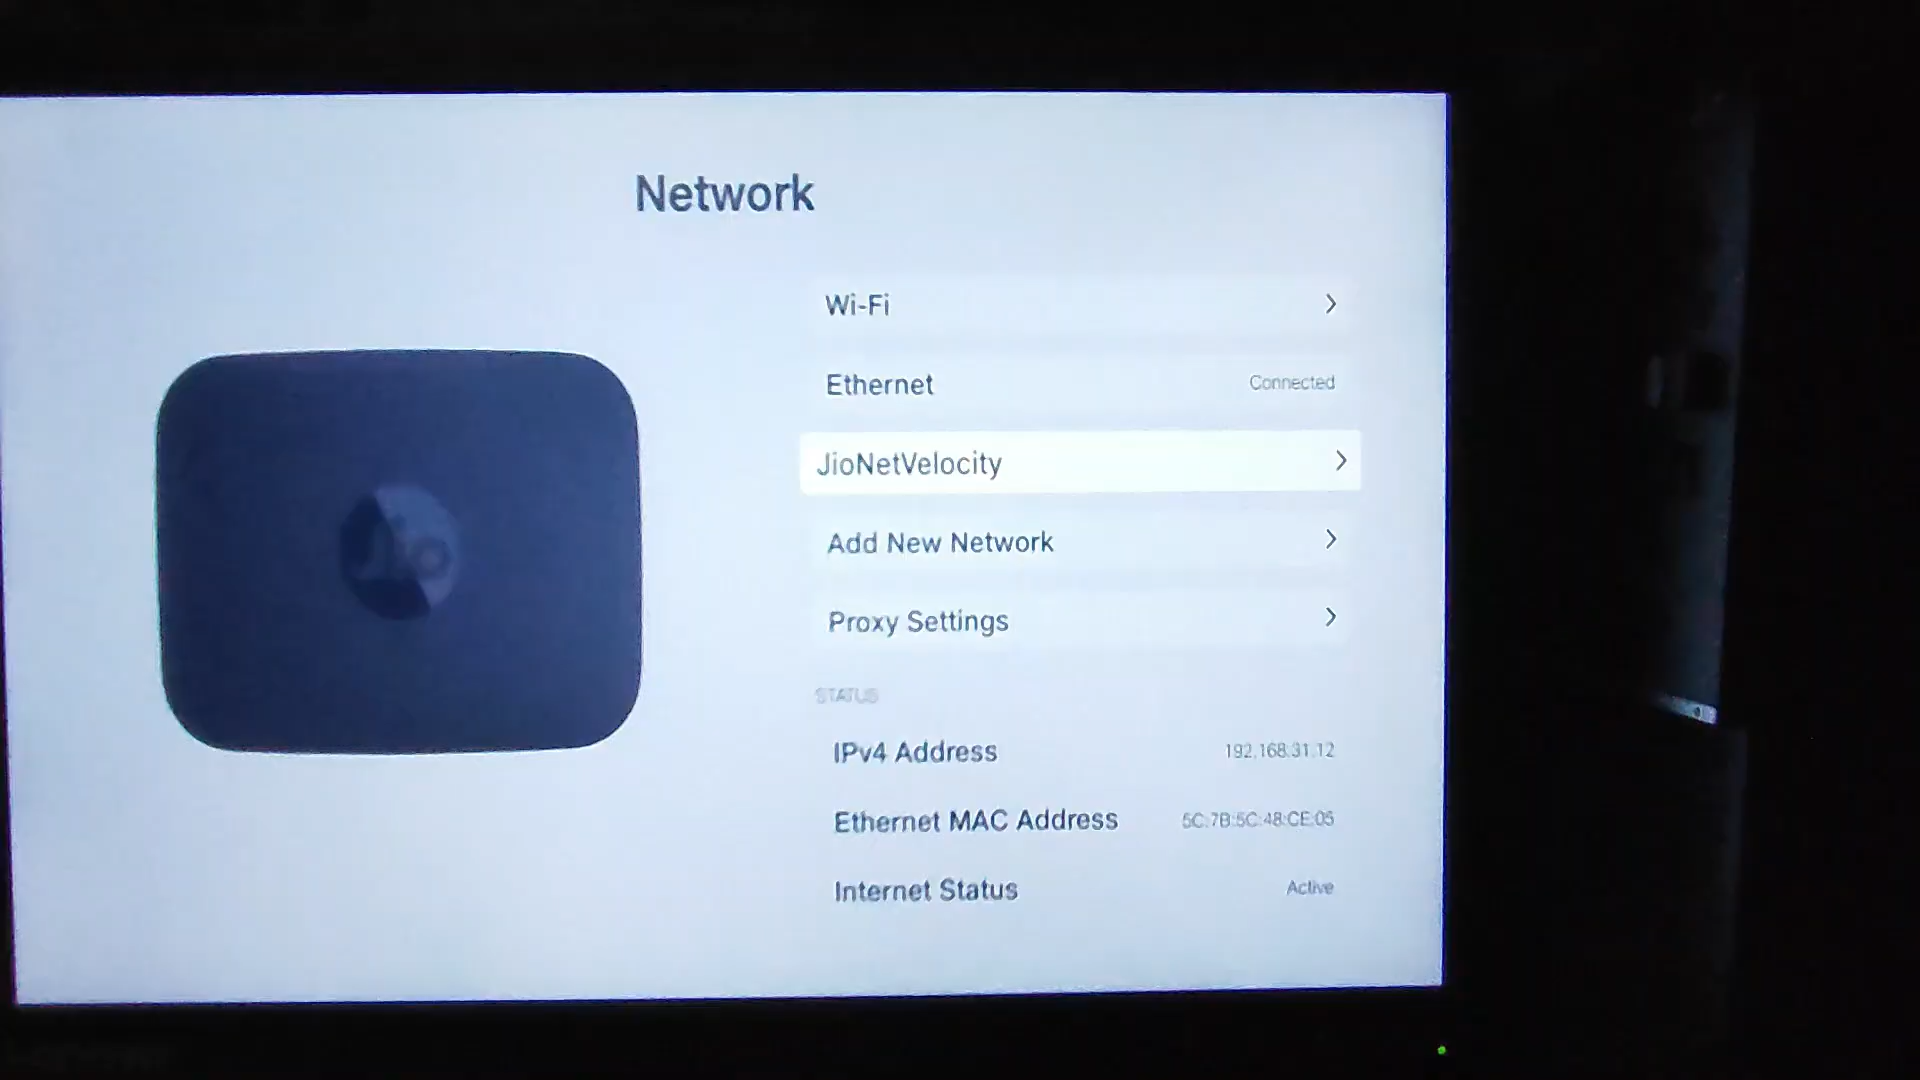 Network
Wi-Fi
Ethernet Connected
JioNetVelocity
Add New Network
Proxy Settings
STATUS
IPv4 Address 192.168.31.12
Ethernet MAC Address 5C:7B:5C:48:CE:05
Internet Status Active
Jio